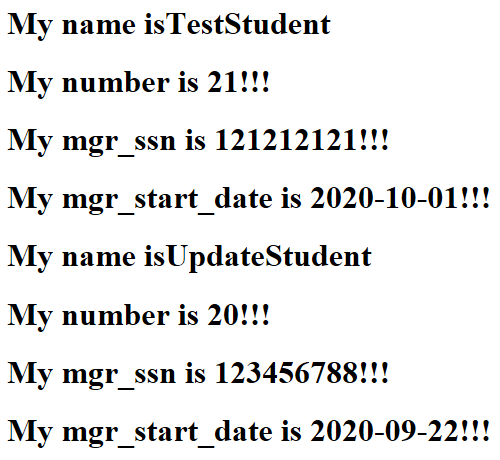 My name isTestStudent
My number is 21!!!
My mgr_ssn is 121212121!!!
My mgr_start_date is 2020-10-01!!!
My name isUpdateStudent
My number is 20!!!
My mgr_ssn is 123456788!!!
My mgr_start_date is 2020-09-22!!!